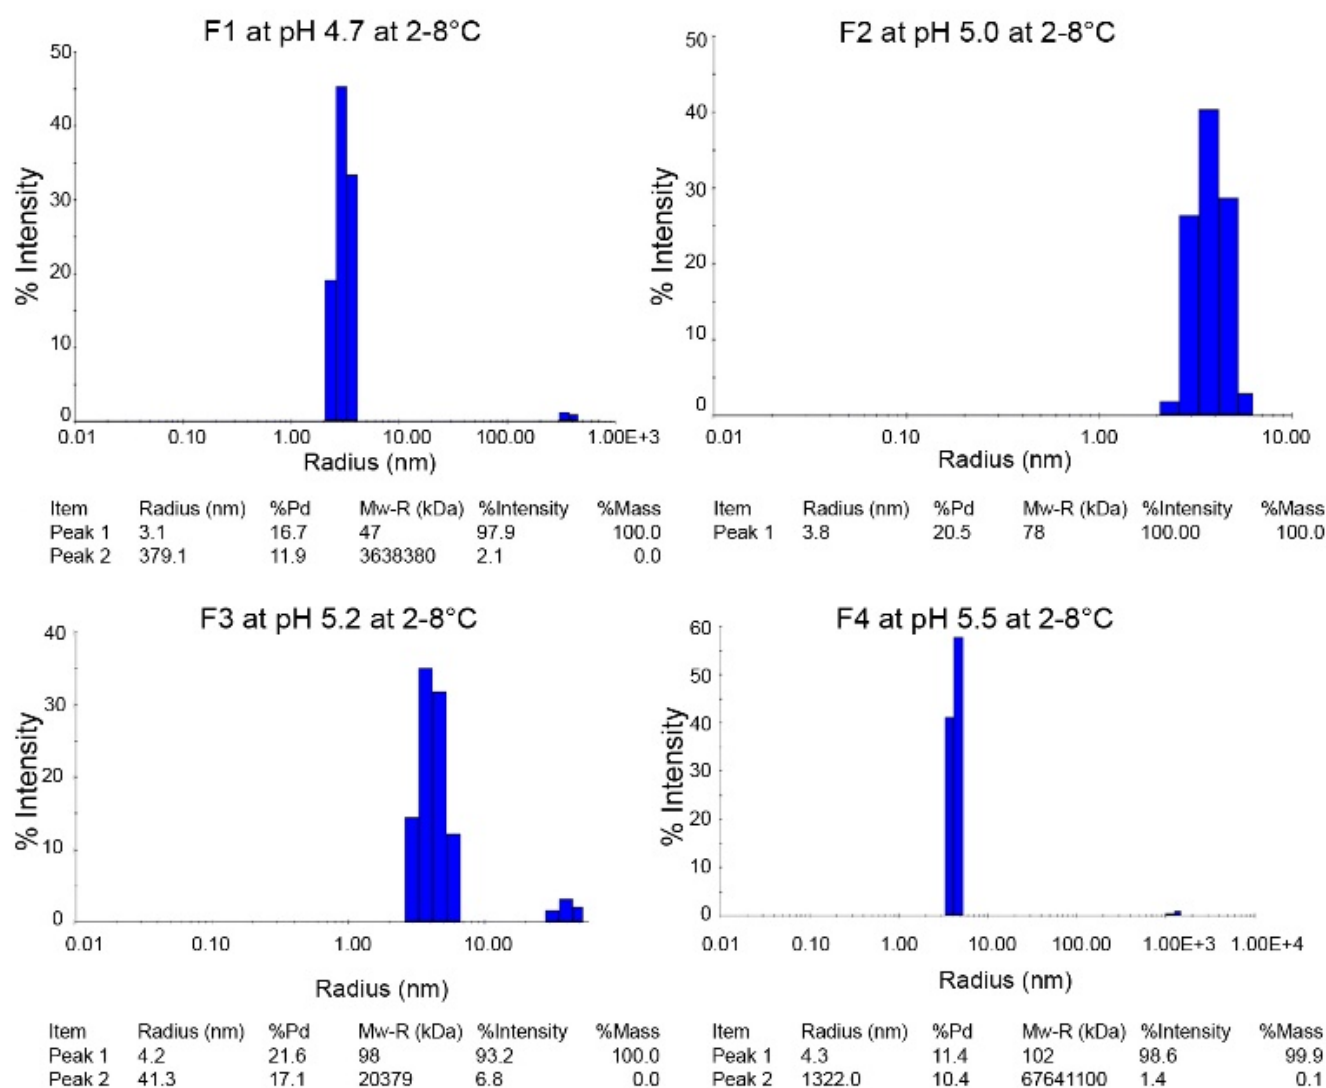 F1 at pH 4.7 at 2-8°C
50
40
30
20
10
0
% Intensity
0.01 0.10 1.00 10.00 100.00 1.00E+3
Radius (nm)
Item Radius (nm) %Pd Mw-R (kDa) %Intensity %Mass
Peak 1 3.1 16.7 47 97.9 100.0
Peak 2 379.1 11.9 3638380 2.1 0.0
F2 at pH 5.0 at 2-8°C
50
40
30
20
10
0
% Intensity
0.01 0.10 1.00 10.00
Radius (nm)
Item Radius (nm) %Pd Mw-R (kDa) %Intensity %Mass
Peak 1 3.8 20.5 78 100.00 100.0
F3 at pH 5.2 at 2-8°C
40
30
20
10
0
% Intensity
0.01 0.10 1.00 10.00
Radius (nm)
Item Radius (nm) %Pd Mw-R (kDa) %Intensity %Mass
Peak 1 4.2 21.6 98 93.2 100.0
Peak 2 41.3 17.1 20379 6.8 0.0
F4 at pH 5.5 at 2-8°C
60
50
40
30
20
10
0
% Intensity
0.01 0.10 1.00 10.00 100.00 1.00E+3 1.00E+4
Radius (nm)
Item Radius (nm) %Pd Mw-R (kDa) %Intensity %Mass
Peak 1 4.3 11.4 102 98.6 99.9
Peak 2 1322.0 10.4 67641100 1.4 0.1